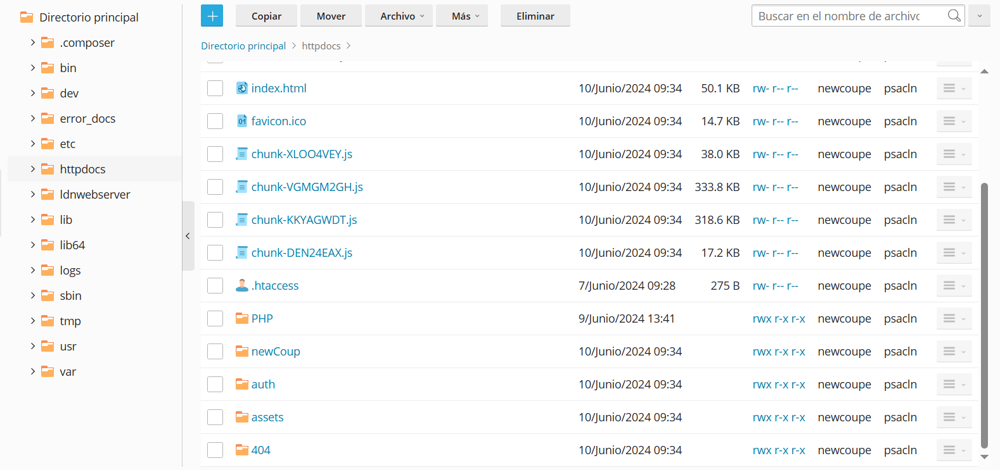 Directorio principal
.composer
bin
dev
error_docs
etc
httpdocs
ldnwebserver
lib
lib64
logs
sbin
tmp
usr
var
Copiar Mover Archivo Más Eliminar Buscar en el nombre de archivo
Directorio principal > httpdocs >
index.html 10/Junio/2024 09:34 50.1 KB rw- r-- r-- newcoupe psacln
favicon.ico 10/Junio/2024 09:34 14.7 KB rw- r-- r-- newcoupe psacln
chunk-XLOO4VEY.js 10/Junio/2024 09:34 38.0 KB rw- r-- r-- newcoupe psacln
chunk-VGMGM2GH.js 10/Junio/2024 09:34 333.8 KB rw- r-- r-- newcoupe psacln
chunk-KKYAGWDT.js 10/Junio/2024 09:34 318.6 KB rw- r-- r-- newcoupe psacln
chunk-DEN24EAX.js 10/Junio/2024 09:34 17.2 KB rw- r-- r-- newcoupe psacln
.htaccess 7/Junio/2024 09:28 275 B rw- r-- r-- newcoupe psacln
PHP 9/Junio/2024 13:41 rwx r-x r-x newcoupe psacln
newCoup 10/Junio/2024 09:34 rwx r-x r-x newcoupe psacln
auth 10/Junio/2024 09:34 rwx r-x r-x newcoupe psacln
assets 10/Junio/2024 09:34 rwx r-x r-x newcoupe psacln
404 10/Junio/2024 09:34 rwx r-x r-x newcoupe psacln